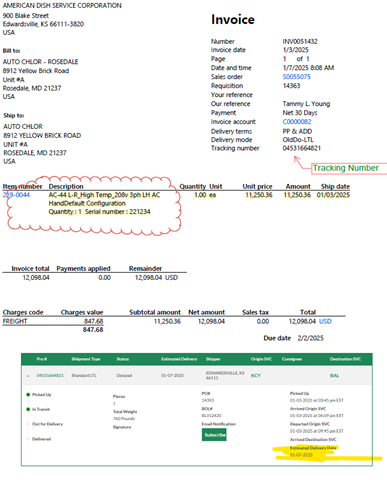 AMERICAN DISH SERVICE CORPORATION
900 Blake Street
Edwardsville, KS 66111-3820
USA
Invoice
Number INV0051432
Invoice date 1/3/2025
Page 1 of 1
Date and time 1/7/2025 8:08 AM
Sales order S0055075
Requisition 14363
Your reference
Our reference Tammy L. Young
Payment Net 30 Days
Invoice account C0000082
Delivery terms PP & ADD
Delivery mode OldDo-LTL
Tracking number 04531664821
Bill to:
AUTO CHLOR - ROSEDALE
8912 Yellow Brick Road
Unit #A
Rosedale, MD 21237
USA
Ship to:
AUTO CHLOR
8912 YELLOW BRICK ROAD
UNIT #A
ROSEDALE, MD 21237
USA
Tracking Number
Item number Description Quantity Unit Unit price Amount Ship date
219-0044 AC-44 L-R_High Temp_208v 3ph LH AC 1.00 ea 11,250.36 11,250.36 01/03/2025
HandDefault Configuration
Quantity : 1 Serial number : 221234
Invoice total Payments applied Remainder
12,098.04 0.00 12,098.04 USD
Charges code Charges value Subtotal amount Net amount Sales tax Total
FREIGHT 847.68 11,250.36 12,098.04 0.00 12,098.04 USD
847.68
Due date 2/2/2025
Pro # Shipment Type Status Estimated Delivery Shipper Origin SVC Consignee Destination SVC
04531664821 Standard LTL Delayed 01-07-2025 EDWARDSVILLE, KS 66111 KCY BAL
Picked Up
In Transit
Out for Delivery
Delivered
Pieces
1
Total Weight
760 Pounds
Signature
PO#
14393
BOL#
BL012425
Email Notification
Subscribe
Picked Up
01-03-2025 at 03:45 pm EST
Arrived Origin SVC
01-03-2025 at 04:09 pm EST
Departed Origin SVC
01-03-2025 at 09:45 pm EST
Arrived Destination SVC
Estimated Delivery Date
01-07-2025